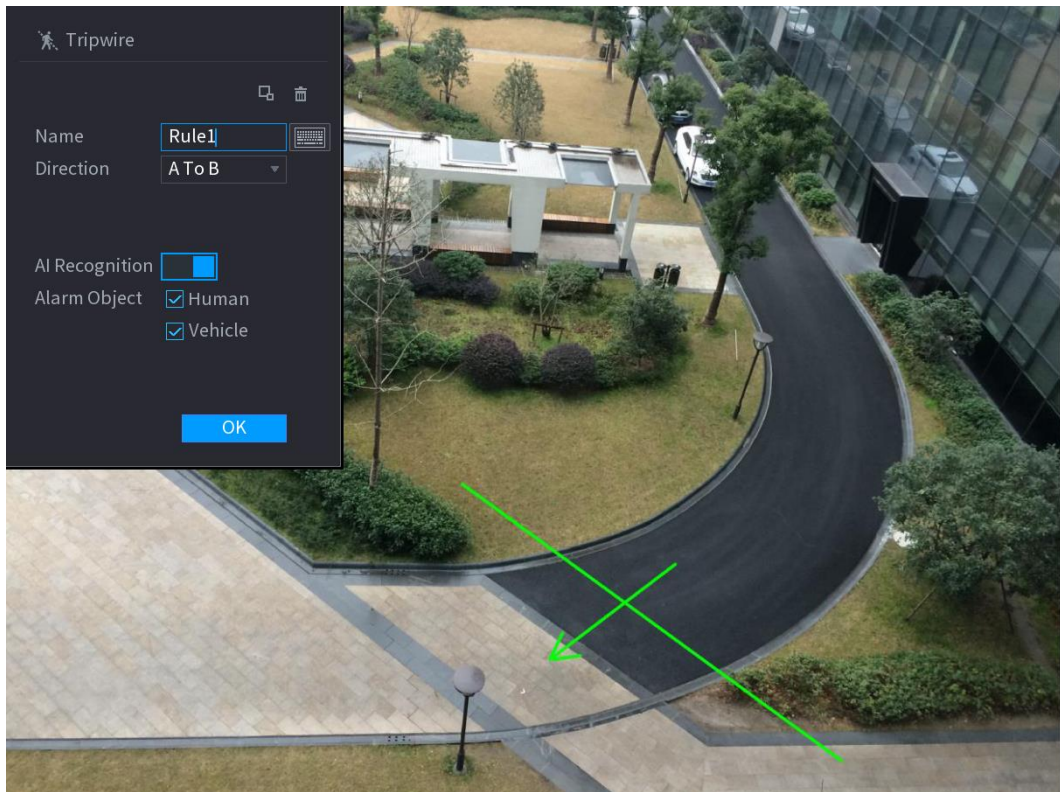 Tripwire
Name Rule1
Direction A To B
AI Recognition
Alarm Object Human
Vehicle
OK